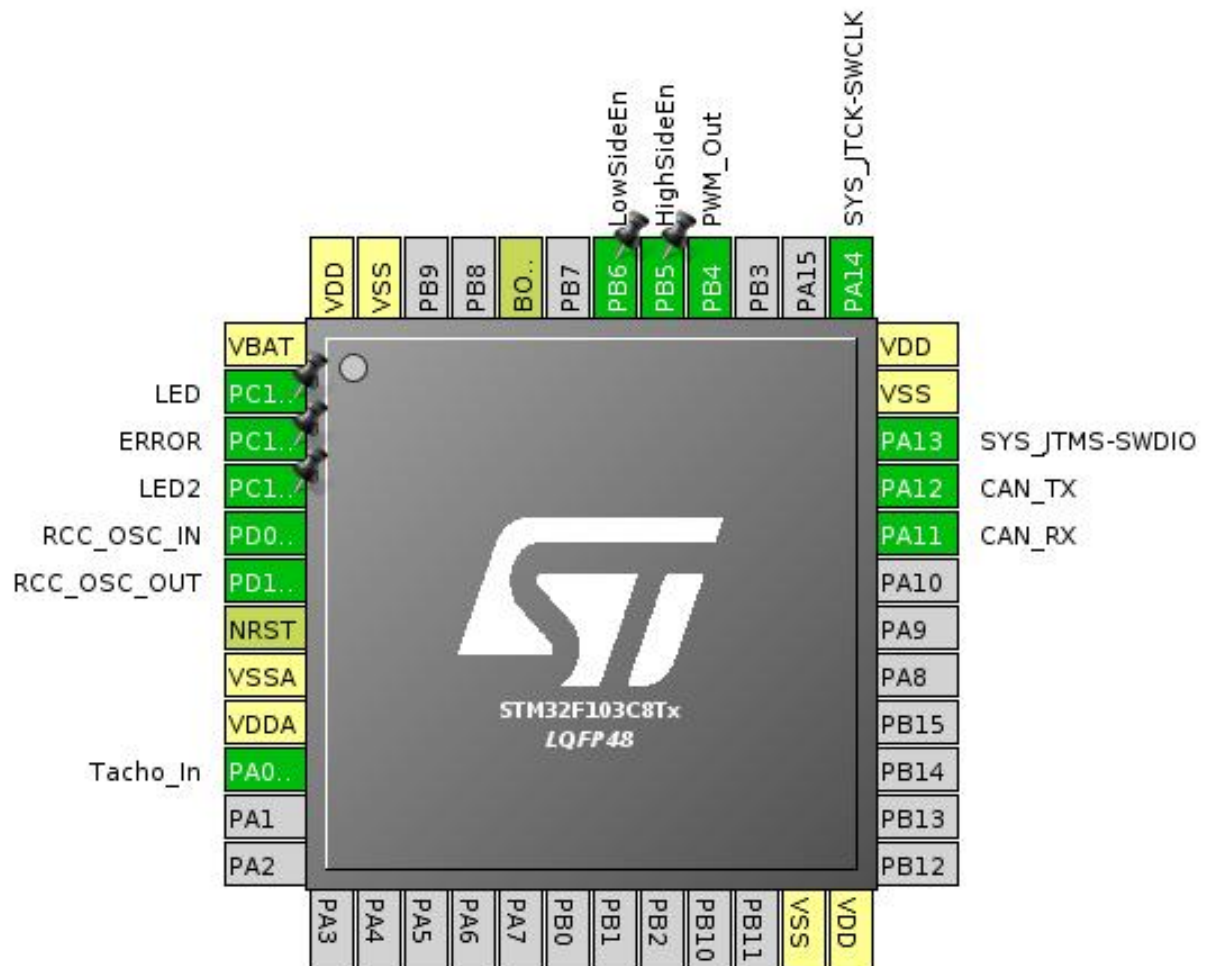 LowSideEn
HighSideEn
PWM_Out
SYS_JTCK-SWCLK
VDD
VSS
PB9
PB8
BO..
PB7
PB6
PB5
PB4
PB3
PA15
PA14
VBAT
LED PC1..
ERROR PC1..
LED2 PC1..
RCC_OSC_IN PD0..
RCC_OSC_OUT PD1..
NRST
VSSA
VDDA
Tacho_In PA0..
PA1
PA2
ST
STM32F103C8Tx
LQFP48
VDD
VSS
PA13 SYS_JTMS-SWDIO
PA12 CAN_TX
PA11 CAN_RX
PA10
PA9
PA8
PB15
PB14
PB13
PB12
PA3
PA4
PA5
PA6
PA7
PB0
PB1
PB2
PB10
PB11
VSS
VDD